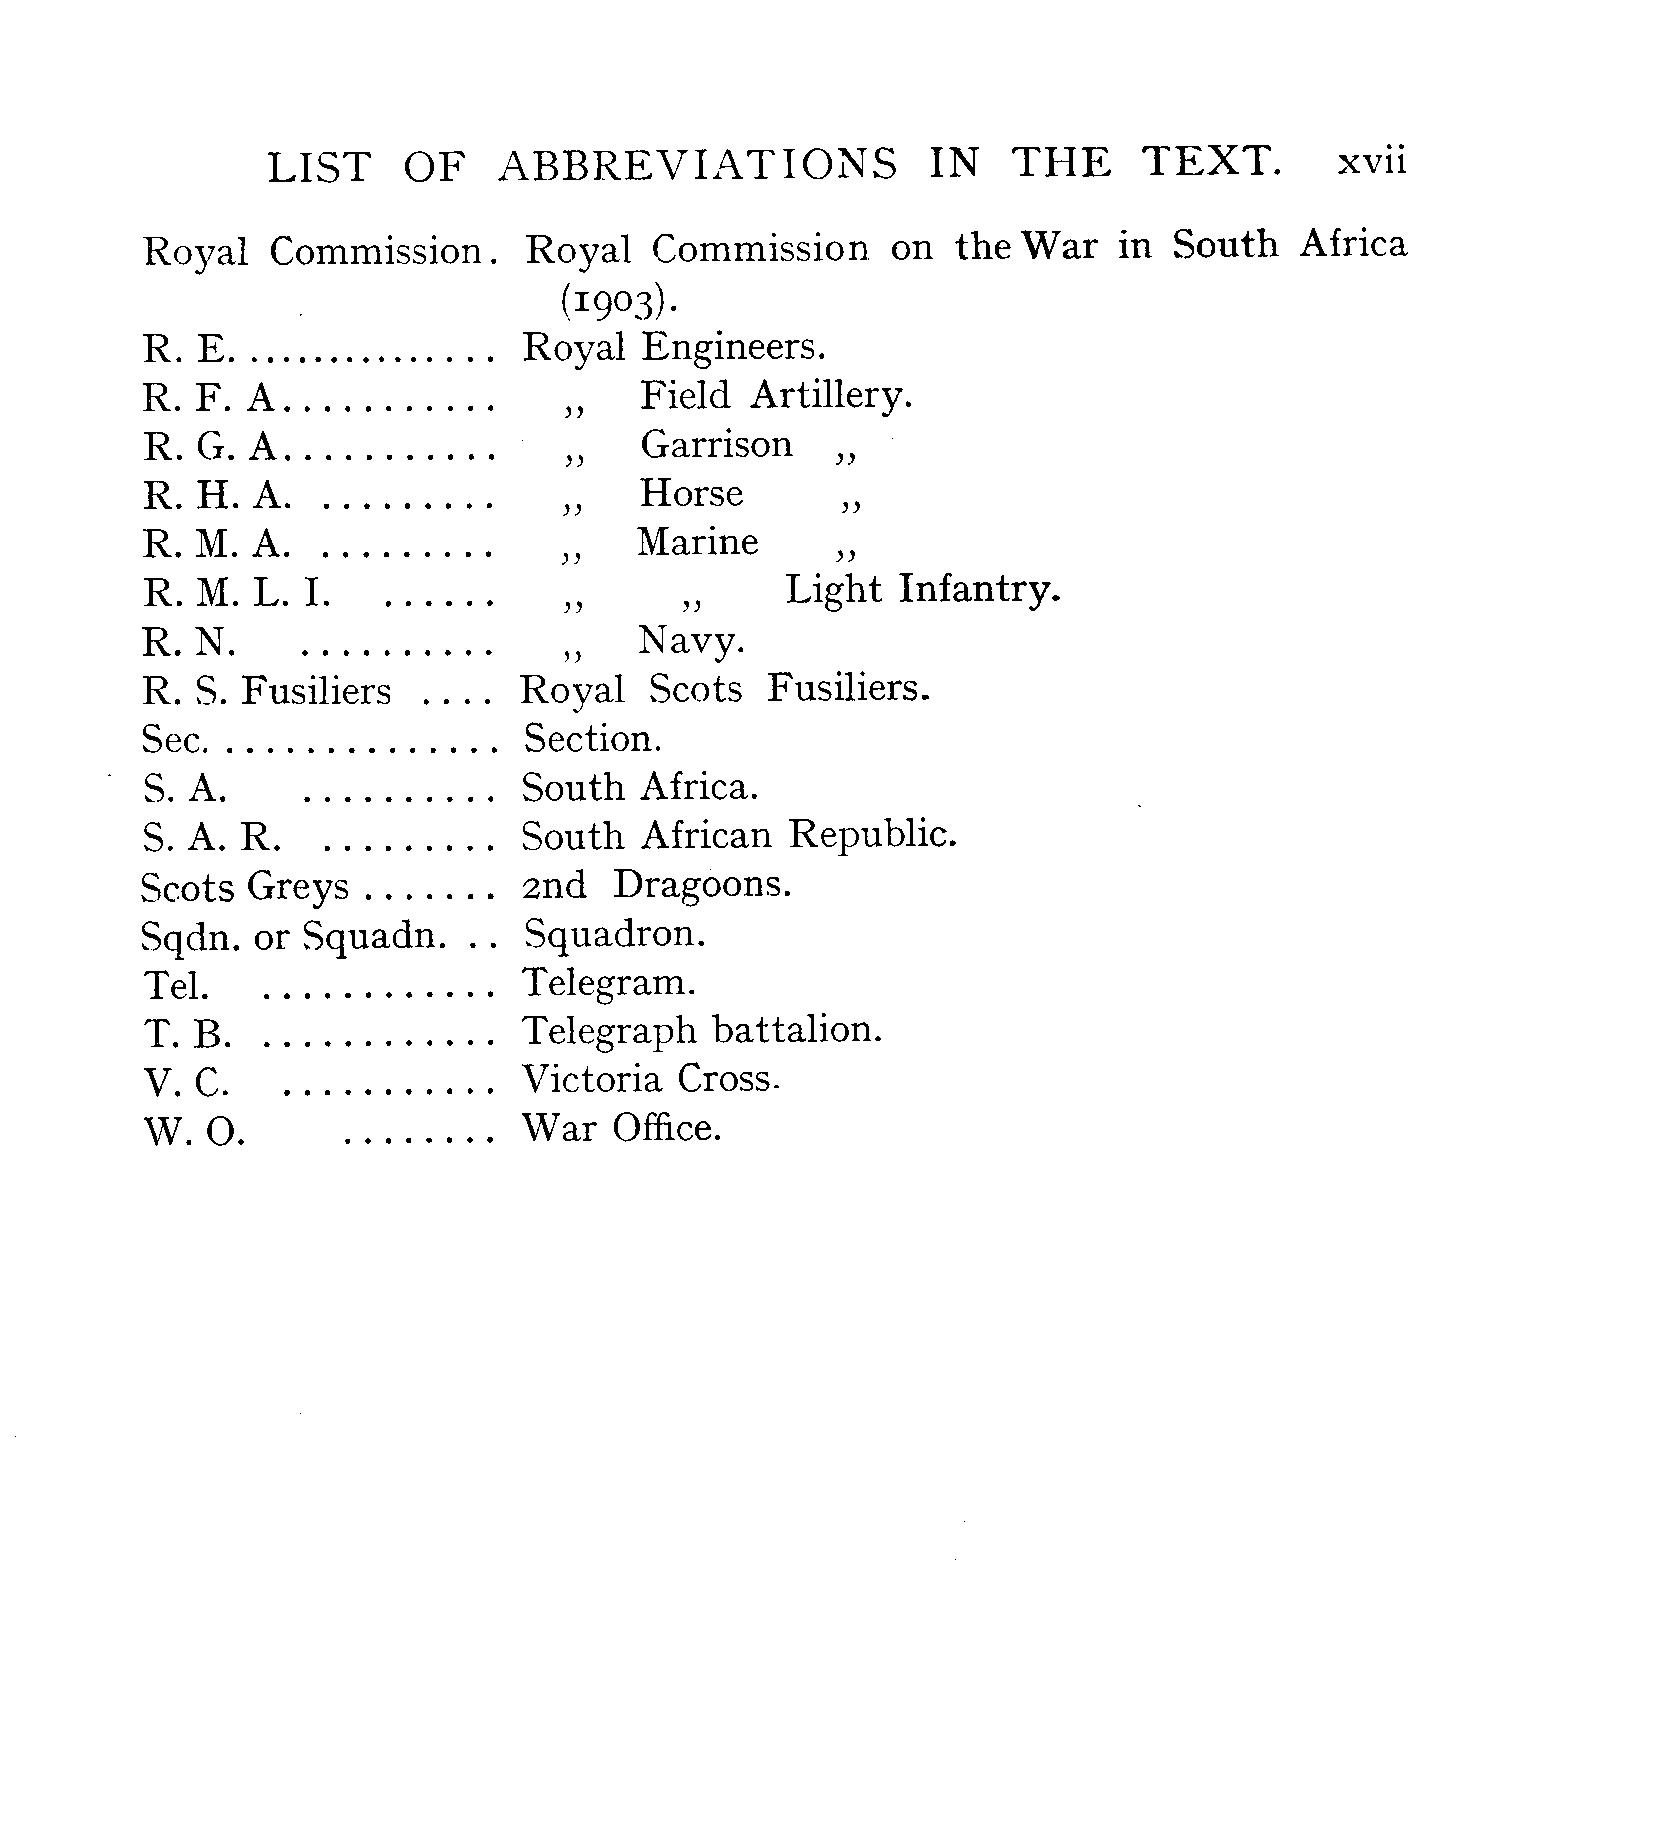 LIST OF ABBREVIATIONS IN THE TEXT. xvii
Royal Commission. Royal Commission on the War in South Africa
(1903).
R. E. .............. Royal Engineers.
R. F. A........... ,, Field Artillery.
R. G. A........... ,, Garrison ,,
R. H. A. ......... ,, Horse ,,
R. M. A. ......... ,, Marine ,,
R. M. L. I. ...... ,, ,, Light Infantry.
R. N. .......... ,, Navy.
R. S. Fusiliers .... Royal Scots Fusiliers.
Sec. .............. Section.
S. A. .......... South Africa.
S. A. R. ......... South African Republic.
Scots Greys ....... 2nd Dragoons.
Sqdn. or Squadn. .. Squadron.
Tel. ............ Telegram.
T. B. ............ Telegraph battalion.
V. C. ........... Victoria Cross.
W. O. ........ War Office.